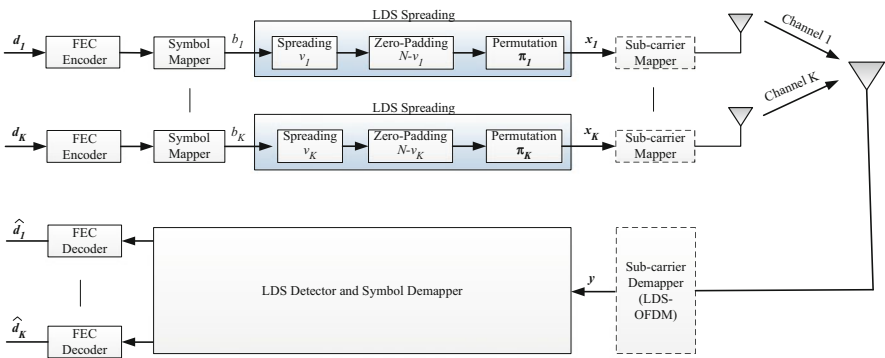 LDS Spreading
d1
FEC
Encoder
Symbol
Mapper
b1
Spreading
v1
Zero-Padding
N-v1
Permutation
π1
x1
Sub-carrier
Mapper
Channel 1
LDS Spreading
dK
FEC
Encoder
Symbol
Mapper
bK
Spreading
vK
Zero-Padding
N-vK
Permutation
πK
xK
Sub-carrier
Mapper
Channel K
d̂1
FEC
Decoder
LDS Detector and Symbol Demapper
y
Sub-carrier
Demapper
(LDS-
OFDM)
d̂K
FEC
Decoder